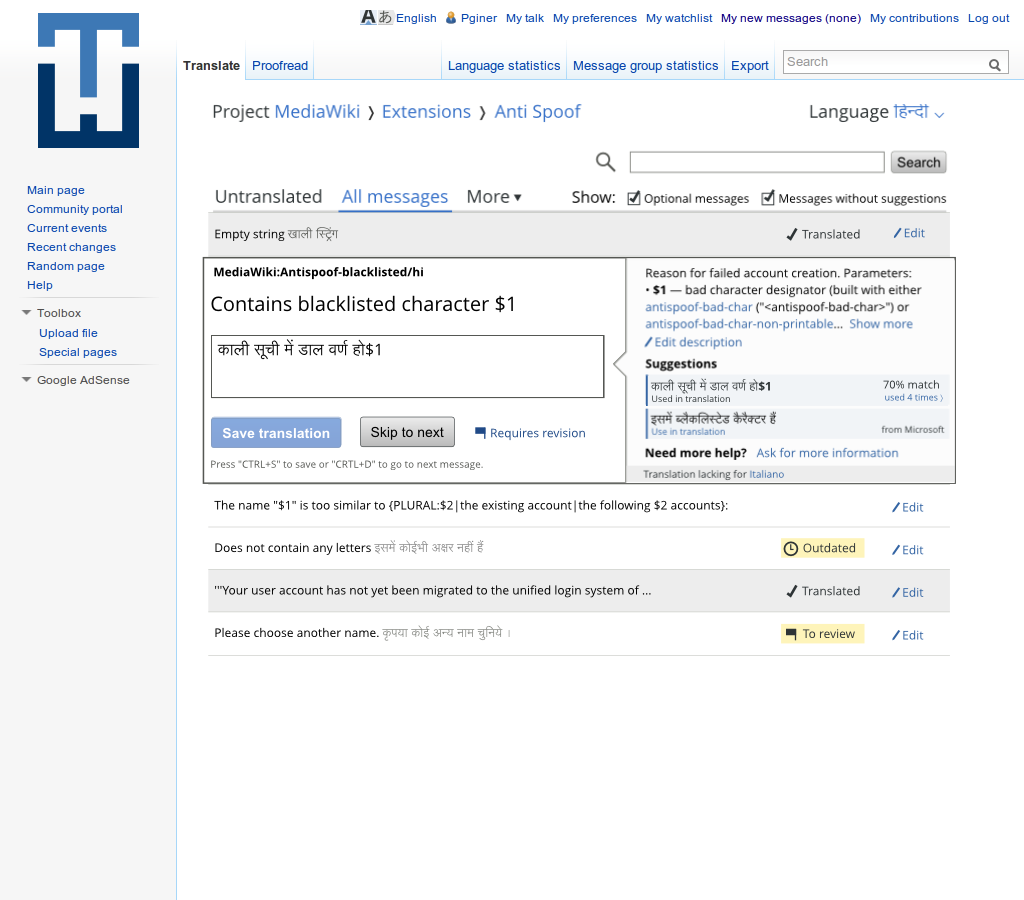 English Pginer My talk My preferences My watchlist My new messages (none) My contributions Log out
Translate Proofread Language statistics Message group statistics Export Search
Project MediaWiki ❭ Extensions ❭ Anti Spoof Language हिन्दी
Search
Main page
Community portal
Current events
Recent changes
Random page
Help
Toolbox
Upload file
Special pages
Google AdSense
Untranslated All messages More ▾ Show: Optional messages Messages without suggestions
Empty string खाली स्ट्रिंग Translated Edit
MediaWiki:Antispoof-blacklisted/hi
Contains blacklisted character $1
काली सूची में डाल वर्ण हो$1
Save translation Skip to next Requires revision
Press "CTRL+S" to save or "CRTL+D" to go to next message.
Reason for failed account creation. Parameters:
• $1 — bad character designator (built with either
antispoof-bad-char ("<antispoof-bad-char>") or
antispoof-bad-char-non-printable... Show more
Edit description
Suggestions
काली सूची में डाल वर्ण हो$1 70% match
Used in translation used 4 times ⟩
इसमें ब्लैकलिस्टेड कैरैक्टर हैं
Use in translation from Microsoft
Need more help? Ask for more information
Translation lacking for Italiano
The name "$1" is too similar to {PLURAL:$2|the existing account|the following $2 accounts}: Edit
Does not contain any letters इसमें कोईभी अक्षर नहीं हैं Outdated Edit
'''Your user account has not yet been migrated to the unified login system of ... Translated Edit
Please choose another name. कृपया कोई अन्य नाम चुनिये । To review Edit